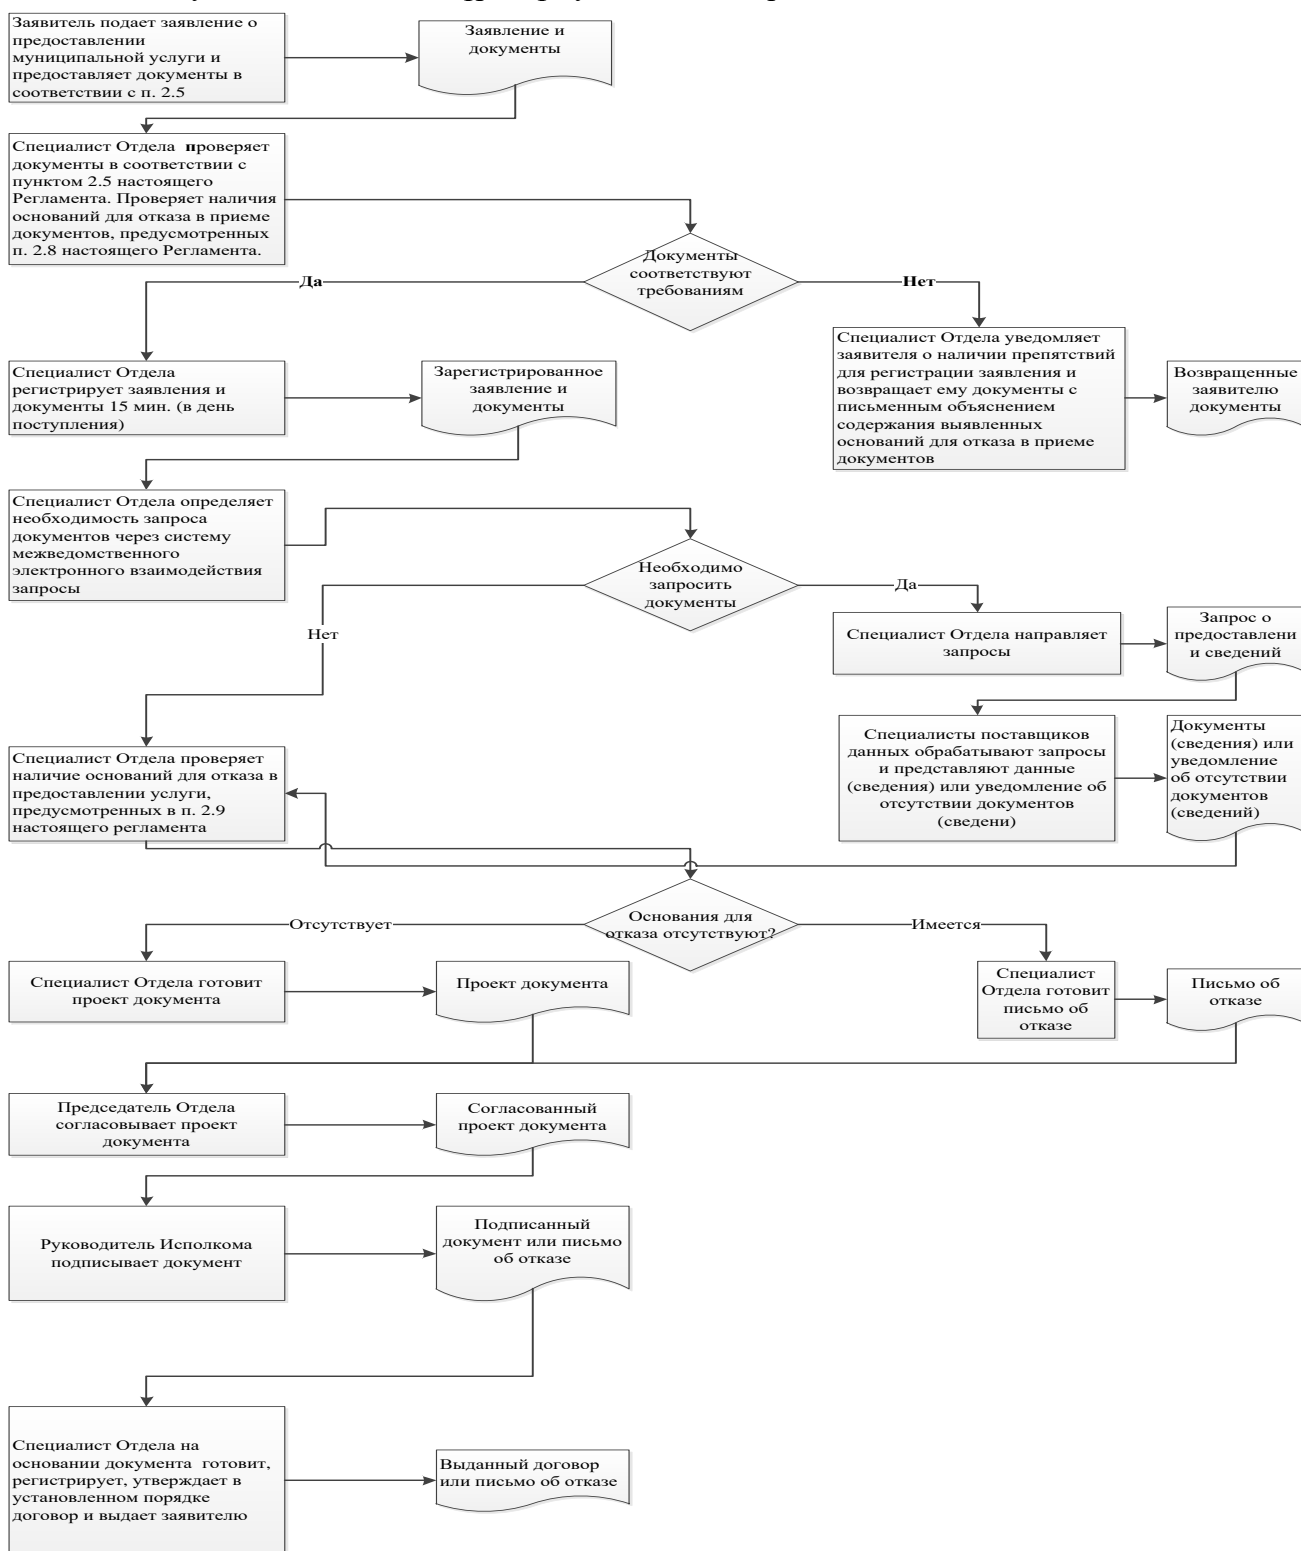 Заявитель подает заявление о
предоставлении
муниципальной услуги и
предоставляет документы в
соответствии с п. 2.5
Заявление и
документы
Специалист Отдела  проверяет
документы в соответствии с
пунктом 2.5 настоящего
Регламента. Проверяет наличия
оснований для отказа в приеме
документов, предусмотренных
п. 2.8 настоящего Регламента.
Документы
соответствуют
требованиям
Да
Нет
Специалист Отдела
регистрирует заявления и
документы 15 мин. (в день
поступления)
Зарегистрированное
заявление и
документы
Специалист Отдела уведомляет
заявителя о наличии препятствий
для регистрации заявления и
возвращает ему документы с
письменным объяснением
содержания выявленных
оснований для отказа в приеме
документов
Возвращенные
заявителю
документы
Специалист Отдела определяет
необходимость запроса
документов через систему
межведомственного
электронного взаимодействия
запросы
Необходимо
запросить
документы
Да
Нет
Специалист Отдела направляет
запросы
Запрос о
предоставлени
и сведений
Специалисты поставщиков
данных обрабатывают запросы
и представляют данные
(сведения) или уведомление об
отсутствии документов
(сведени)
Документы
(сведения) или
уведомление
об отсутствии
документов
(сведений)
Специалист Отдела проверяет
наличие оснований для отказа в
предоставлении услуги,
предусмотренных в п. 2.9
настоящего регламента
Основания для
отказа отсутствуют?
Отсутствует
Имеется
Специалист Отдела готовит
проект документа
Проект документа
Специалист
Отдела готовит
письмо об
отказе
Письмо об
отказе
Председатель Отдела
согласовывает проект
документа
Согласованный
проект документа
Руководитель Исполкома
подписывает документ
Подписанный
документ или письмо
об отказе
Специалист Отдела на
основании документа  готовит,
регистрирует, утверждает в
установленном порядке
договор и выдает заявителю
Выданный договор
или письмо об отказе